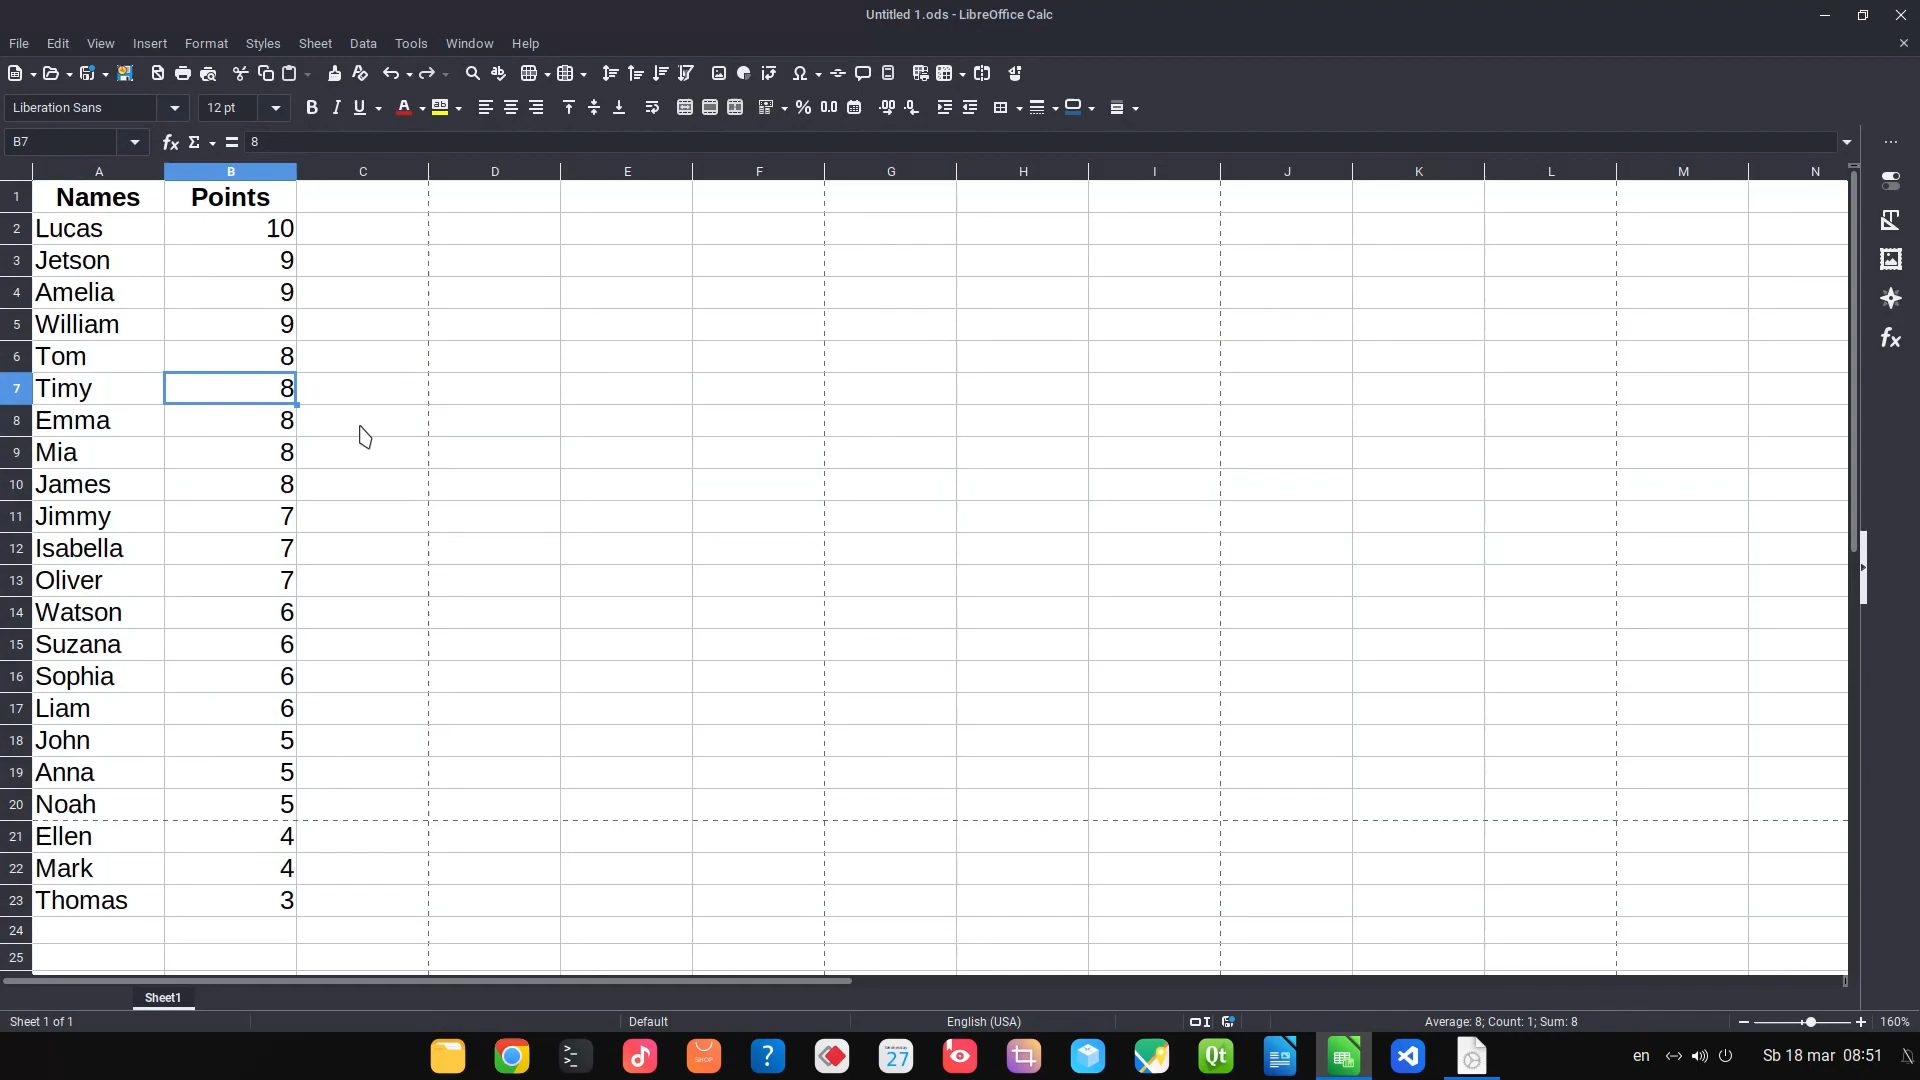 Untitled 1.ods - LibreOffice Calc
File Edit View Insert Format Styles Sheet Data Tools Window Help
Liberation Sans 12 pt
B7 8
A B C D E F G H I J K L M N
1 Names Points
2 Lucas 10
3 Jetson 9
4 Amelia 9
5 William 9
6 Tom 8
7 Timy 8
8 Emma 8
9 Mia 8
10 James 8
11 Jimmy 7
12 Isabella 7
13 Oliver 7
14 Watson 6
15 Suzana 6
16 Sophia 6
17 Liam 6
18 John 5
19 Anna 5
20 Noah 5
21 Ellen 4
22 Mark 4
23 Thomas 3
24
25
Sheet1
Sheet 1 of 1 Default English (USA) Average: 8; Count: 1; Sum: 8 160%
SHOP 27 Qt en Sb 18 mar 08:51